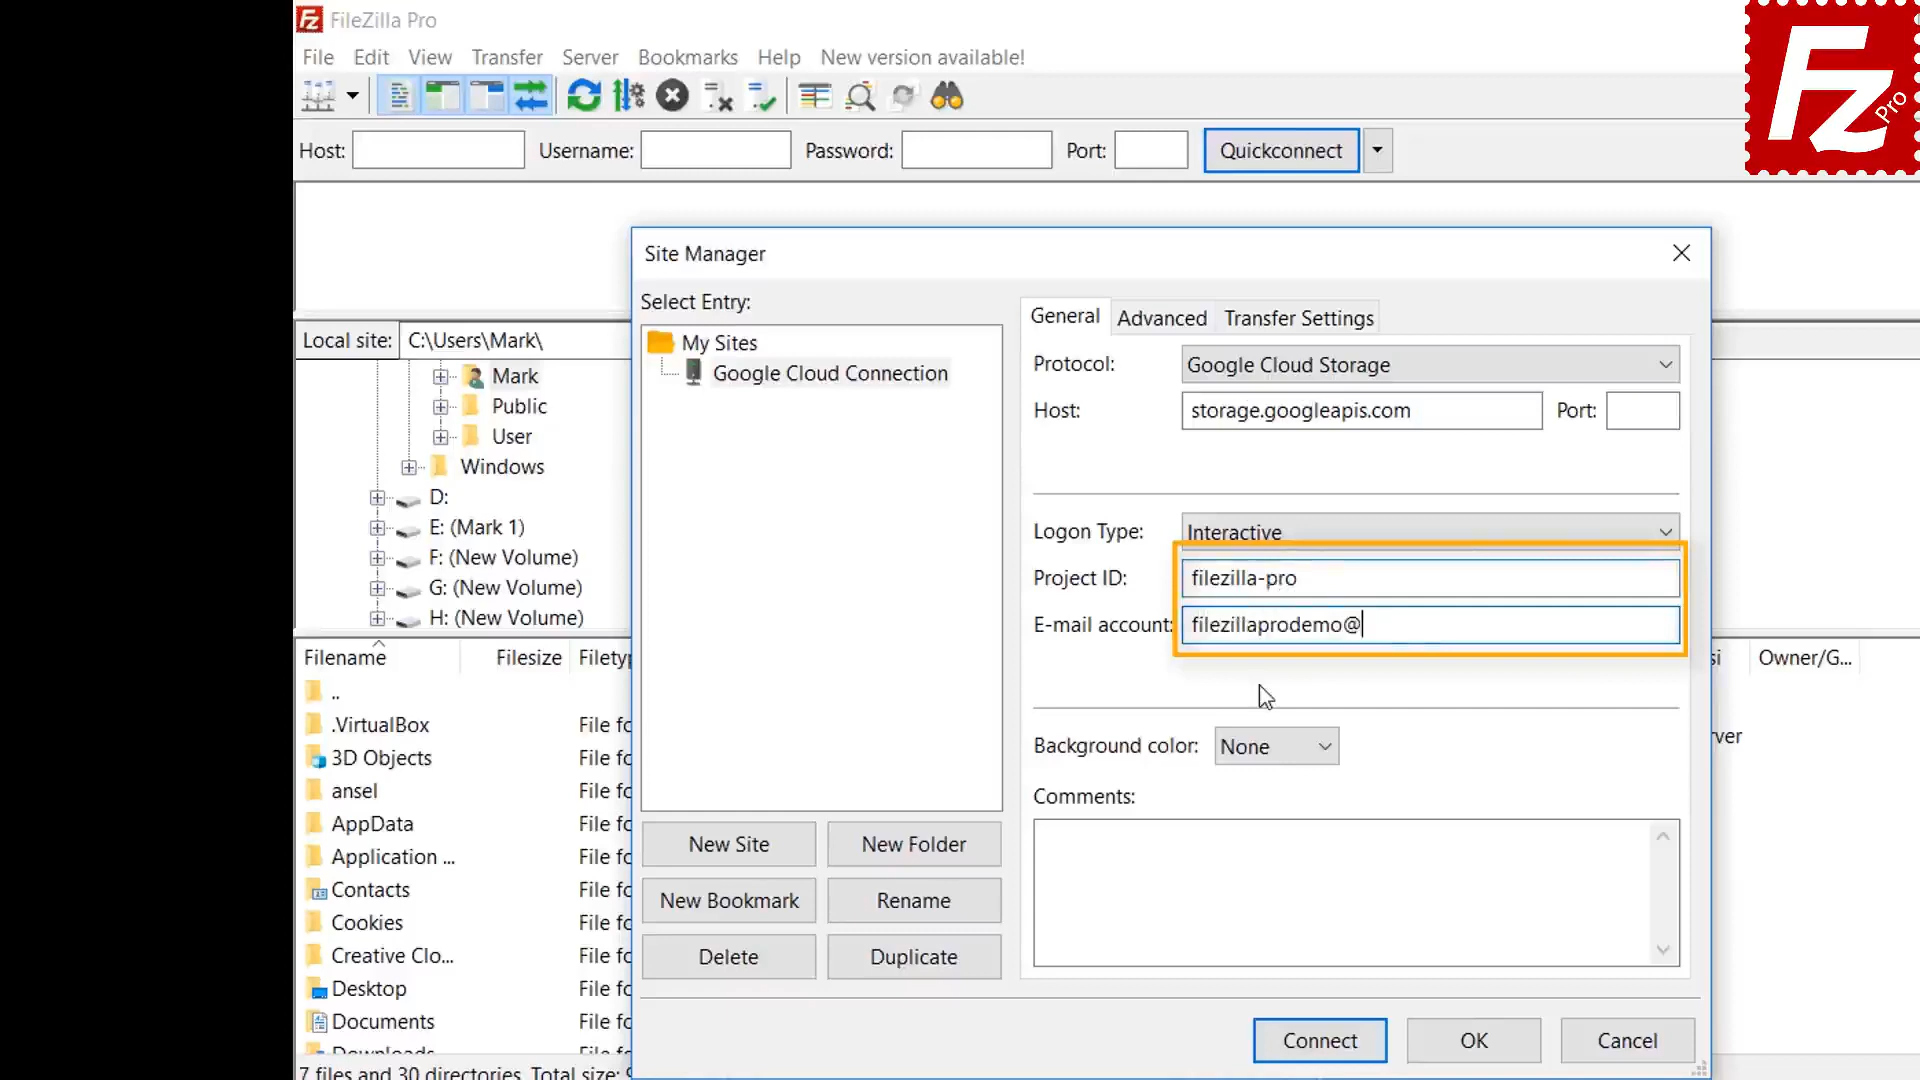 FileZilla Pro
File Edit View Transfer Server Bookmarks Help New version available!
Host: Username: Password: Port: Quickconnect
Fz Pro
Site Manager
Select Entry:
My Sites
Google Cloud Connection
New Site New Folder
New Bookmark Rename
Delete Duplicate
General Advanced Transfer Settings
Protocol: Google Cloud Storage
Host: storage.googleapis.com Port:
Logon Type: Interactive
Project ID: filezilla-pro
E-mail account: filezillaprodemo@
Background color: None
Comments:
Connect OK Cancel
Local site: C:\Users\Mark\
Mark
Public
User
Windows
D:
E: (Mark 1)
F: (New Volume)
G: (New Volume)
H: (New Volume)
Filename Filesize Filety
..
.VirtualBox File fo
3D Objects File fo
ansel File fo
AppData File fo
Application ... File fo
Contacts File fo
Cookies File fo
Creative Clo... File fo
Desktop File fo
Documents File fo
Downloads File fo
7 files and 30 directories. Total size:
Owner/G...